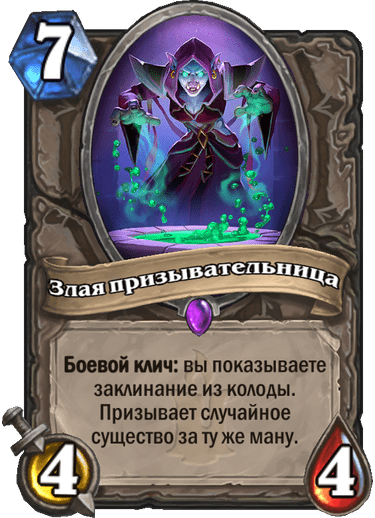 7
Злая призывательница
Боевой клич: вы показываете
заклинание из колоды.
Призывает случайное
существо за ту же ману.
4
4